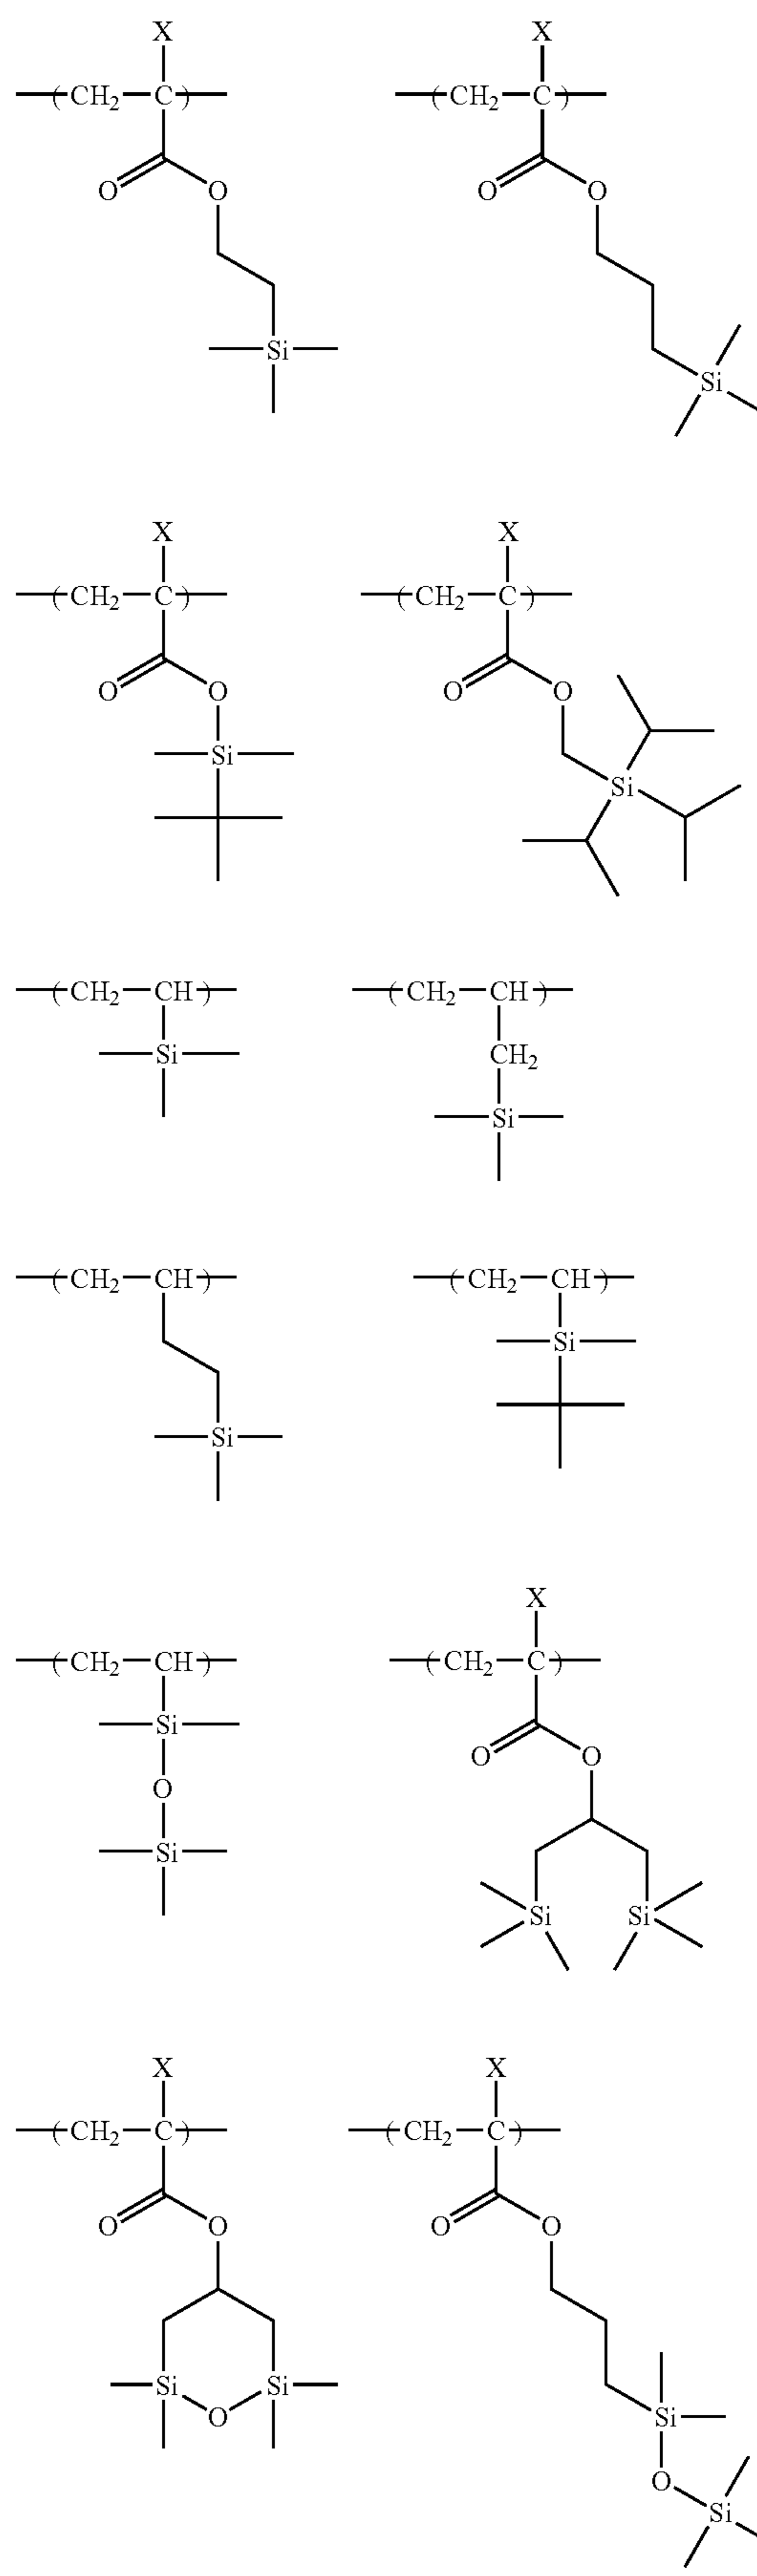 X X
( CH2 C ) ( CH2 C )
O O O O
Si
Si
X X
( CH2 C ) ( CH2 C )
O O O O
Si Si
( CH2 CH ) ( CH2 CH )
Si CH2
Si
( CH2 CH ) ( CH2 CH )
Si
Si
X
( CH2 CH ) ( CH2 C )
Si
O O O
Si
Si Si
X X
( CH2 C ) ( CH2 C )
O O O O
Si Si
O Si
O
Si